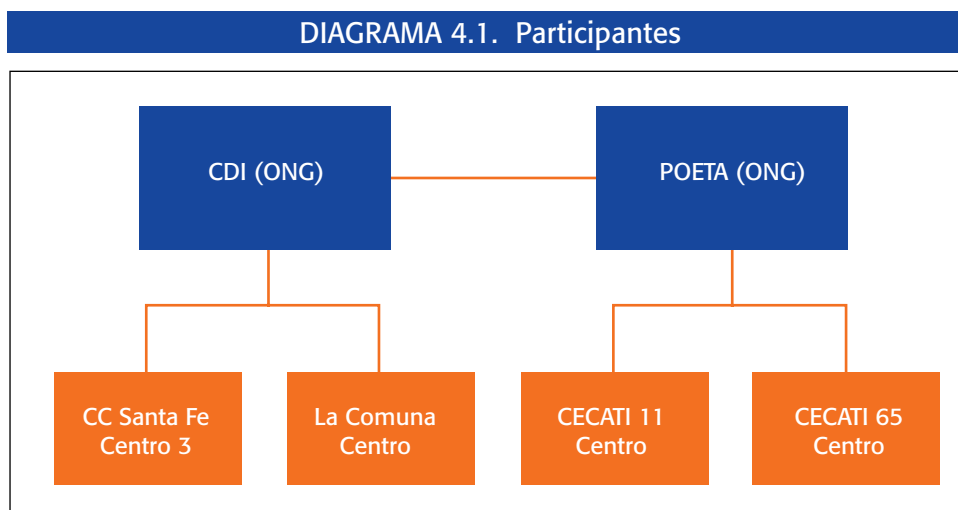 DIAGRAMA 4.1. Participantes
CDI (ONG)
POETA (ONG)
CC Santa Fe
Centro 3
La Comuna
Centro
CECATI 11
Centro
CECATI 65
Centro